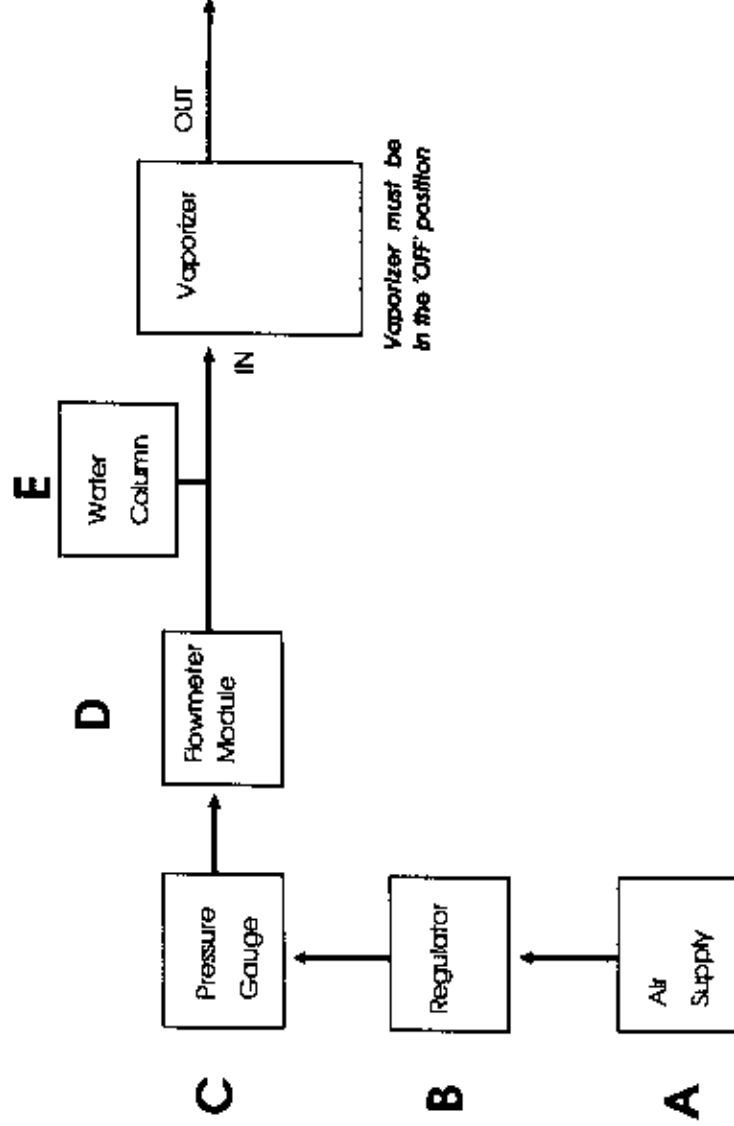 A
Air
Supply
B
Regulator
C
Pressure
Gauge
D
Flowmeter
Module
E
Water
Column
IN
Vaporizer
OUT
Vaporizer must be
in the 'OFF' position